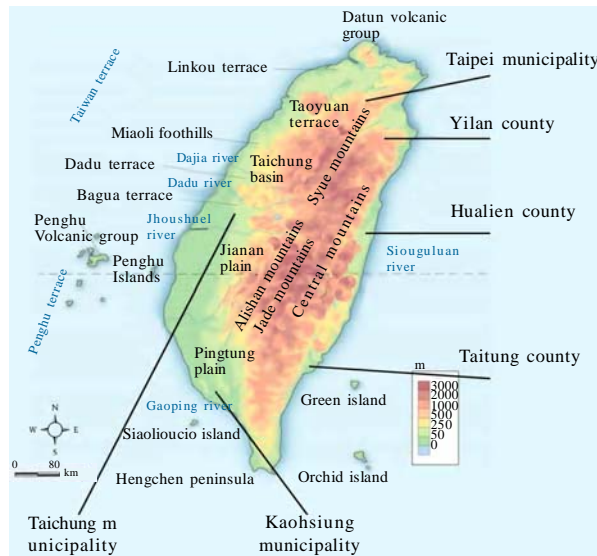 Datun volcanic
group
Taipei municipality
Linkou terrace
Taiwan terrace
Taoyuan
terrace
Yilan county
Miaoli foothills
Dajia river
Taichung
basin
Syue mountains
Dadu terrace
Dadu river
Bagua terrace
Penghu
Volcanic group
Jhoushuel
river
Hualien county
Jianan
plain
Siouguluan
river
Penghu
Islands
Alishan mountains
Jade mountains
Central mountains
Penghu terrace
Pingtung
plain
Taitung county
m
3000
2000
1000
500
250
50
0
Green island
Gaoping river
N
W E
S
Siaolioucio island
0 80
km
Hengchen peninsula
Orchid island
Taichung m
unicipality
Kaohsiung
municipality